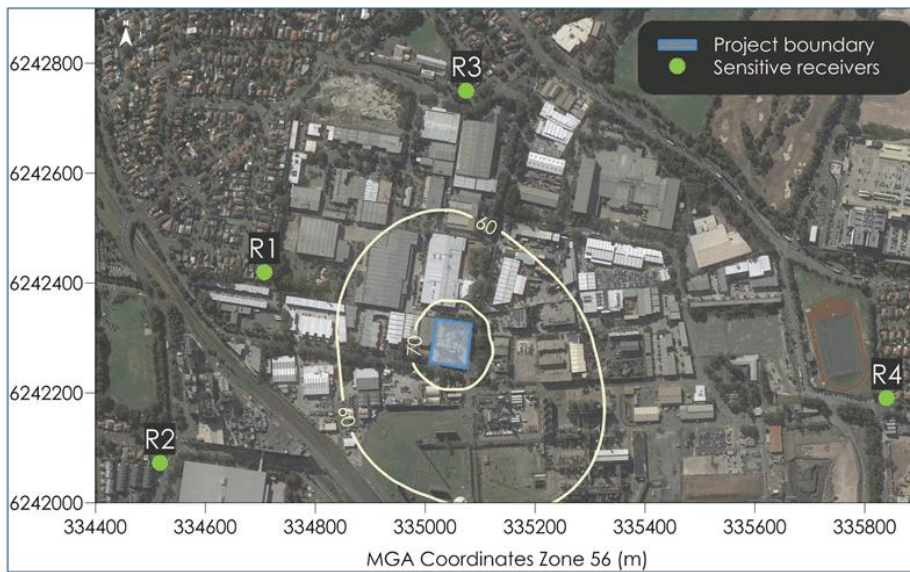 N
Project boundary
Sensitive receivers
6242800
R3
6242600
60
R1
6242400
70
6242200
R4
60
R2
6242000
334400 334600 334800 335000 335200 335400 335600 335800
MGA Coordinates Zone 56 (m)